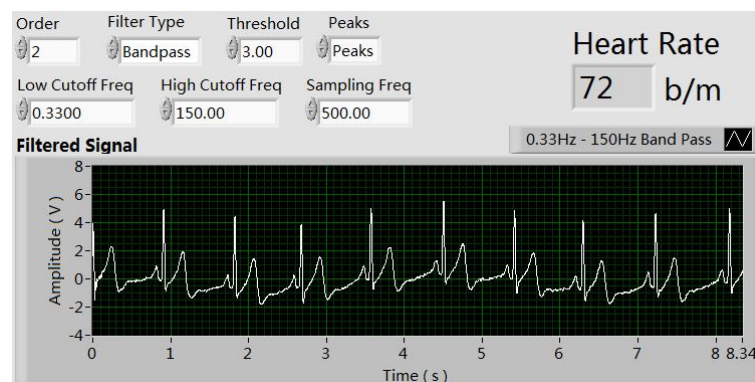 Order Filter Type Threshold Peaks
2 Bandpass 3.00 Peaks
Heart Rate
72 b/m
Low Cutoff Freq High Cutoff Freq Sampling Freq
0.3300 150.00 500.00
Filtered Signal
0.33Hz - 150Hz Band Pass
Amplitude ( V )
8
6
4
2
0
-2
-4
0 1 2 3 4 5 6 7 8 8.34
Time ( s )